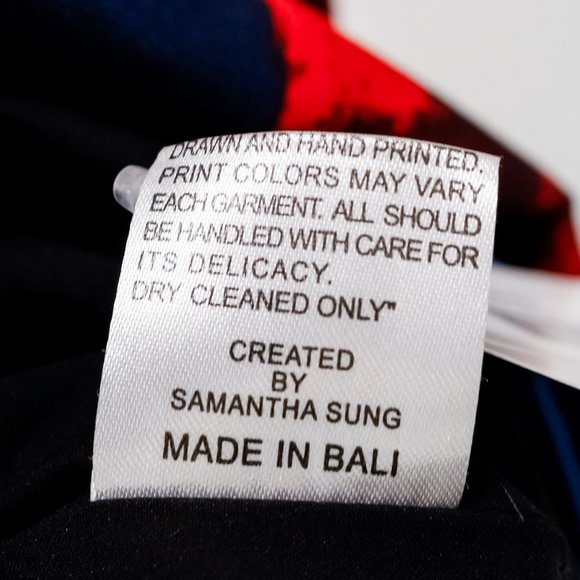 DRAWN AND HAND PRINTED.
PRINT COLORS MAY VARY
EACH GARMENT. ALL SHOULD
BE HANDLED WITH CARE FOR
ITS DELICACY.
DRY CLEANED ONLY"
CREATED
BY
SAMANTHA SUNG
MADE IN BALI